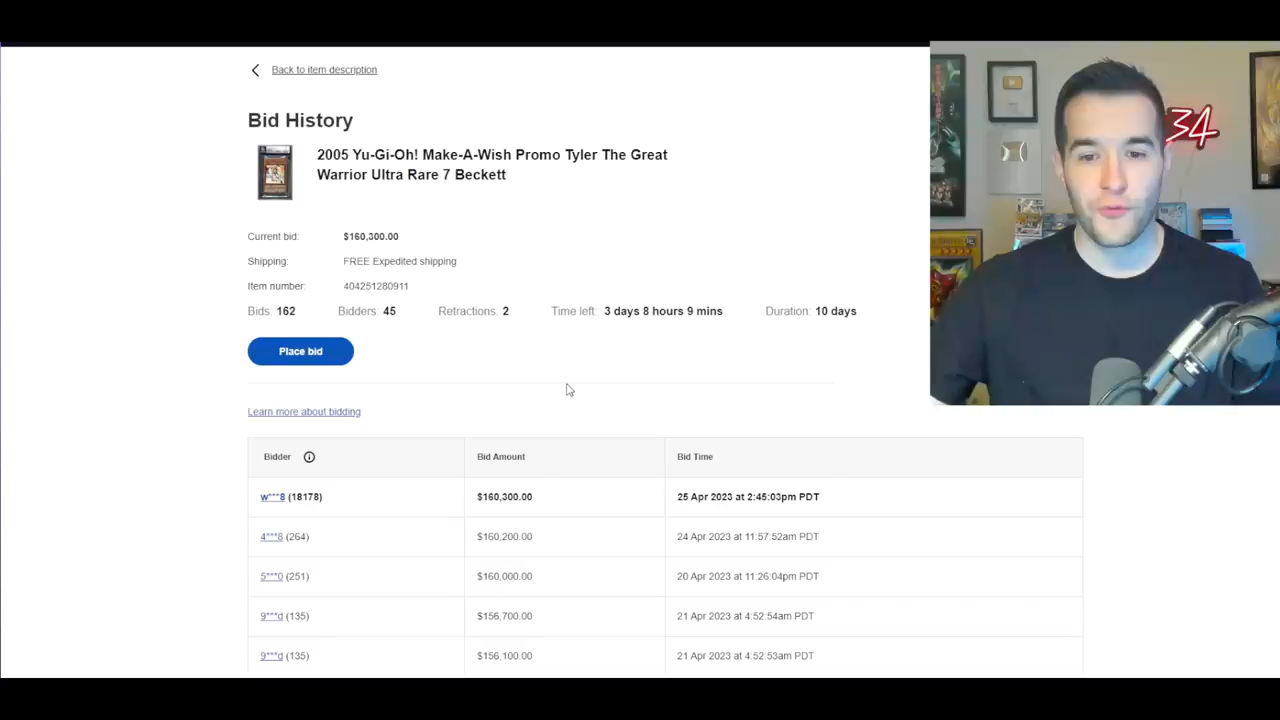 Back to item description
Bid History
2005 Yu-Gi-Oh! Make-A-Wish Promo Tyler The Great
Warrior Ultra Rare 7 Beckett
Current bid: $160,300.00
Shipping: FREE Expedited shipping
Item number: 404251280911
Bids: 162 Bidders: 45 Retractions: 2 Time left: 3 days 8 hours 9 mins Duration: 10 days
Place bid
Learn more about bidding
Bidder Bid Amount Bid Time
w***8 (18178) $160,300.00 25 Apr 2023 at 2:45:03pm PDT
4***8 (264) $160,200.00 24 Apr 2023 at 11:57:52am PDT
5***0 (251) $160,000.00 20 Apr 2023 at 11:26:04pm PDT
9***d (135) $156,700.00 21 Apr 2023 at 4:52:54am PDT
9***d (135) $156,100.00 21 Apr 2023 at 4:52:53am PDT
34